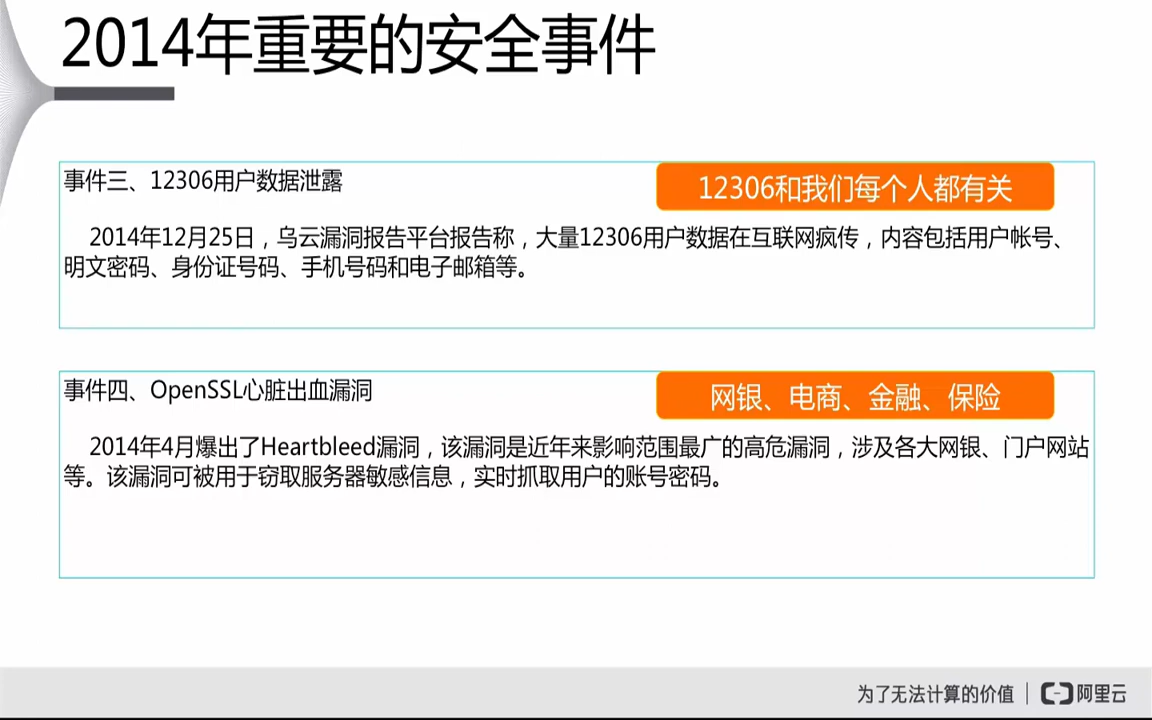 2014年重要的安全事件
事件三、12306用户数据泄露
12306和我们每个人都有关
2014年12月25日，乌云漏洞报告平台报告称，大量12306用户数据在互联网疯传，内容包括用户帐号、
明文密码、身份证号码、手机号码和电子邮箱等。
事件四、OpenSSL心脏出血漏洞
网银、电商、金融、保险
2014年4月爆出了Heartbleed漏洞，该漏洞是近年来影响范围最广的高危漏洞，涉及各大网银、门户网站
等。该漏洞可被用于窃取服务器敏感信息，实时抓取用户的账号密码。
为了无法计算的价值 | 阿里云